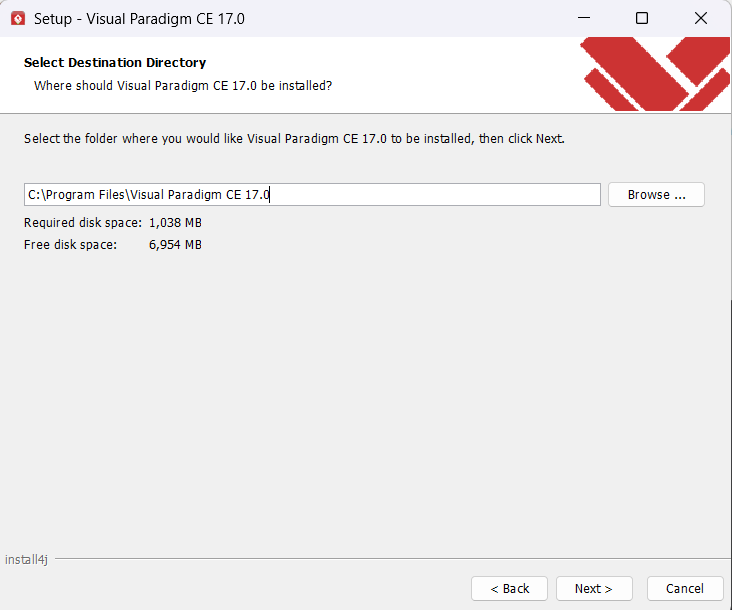 Setup - Visual Paradigm CE 17.0
Select Destination Directory
Where should Visual Paradigm CE 17.0 be installed?
Select the folder where you would like Visual Paradigm CE 17.0 to be installed, then click Next.
C:\Program Files\Visual Paradigm CE 17.0
Browse ...
Required disk space: 1,038 MB
Free disk space: 6,954 MB
install4j
< Back
Next >
Cancel